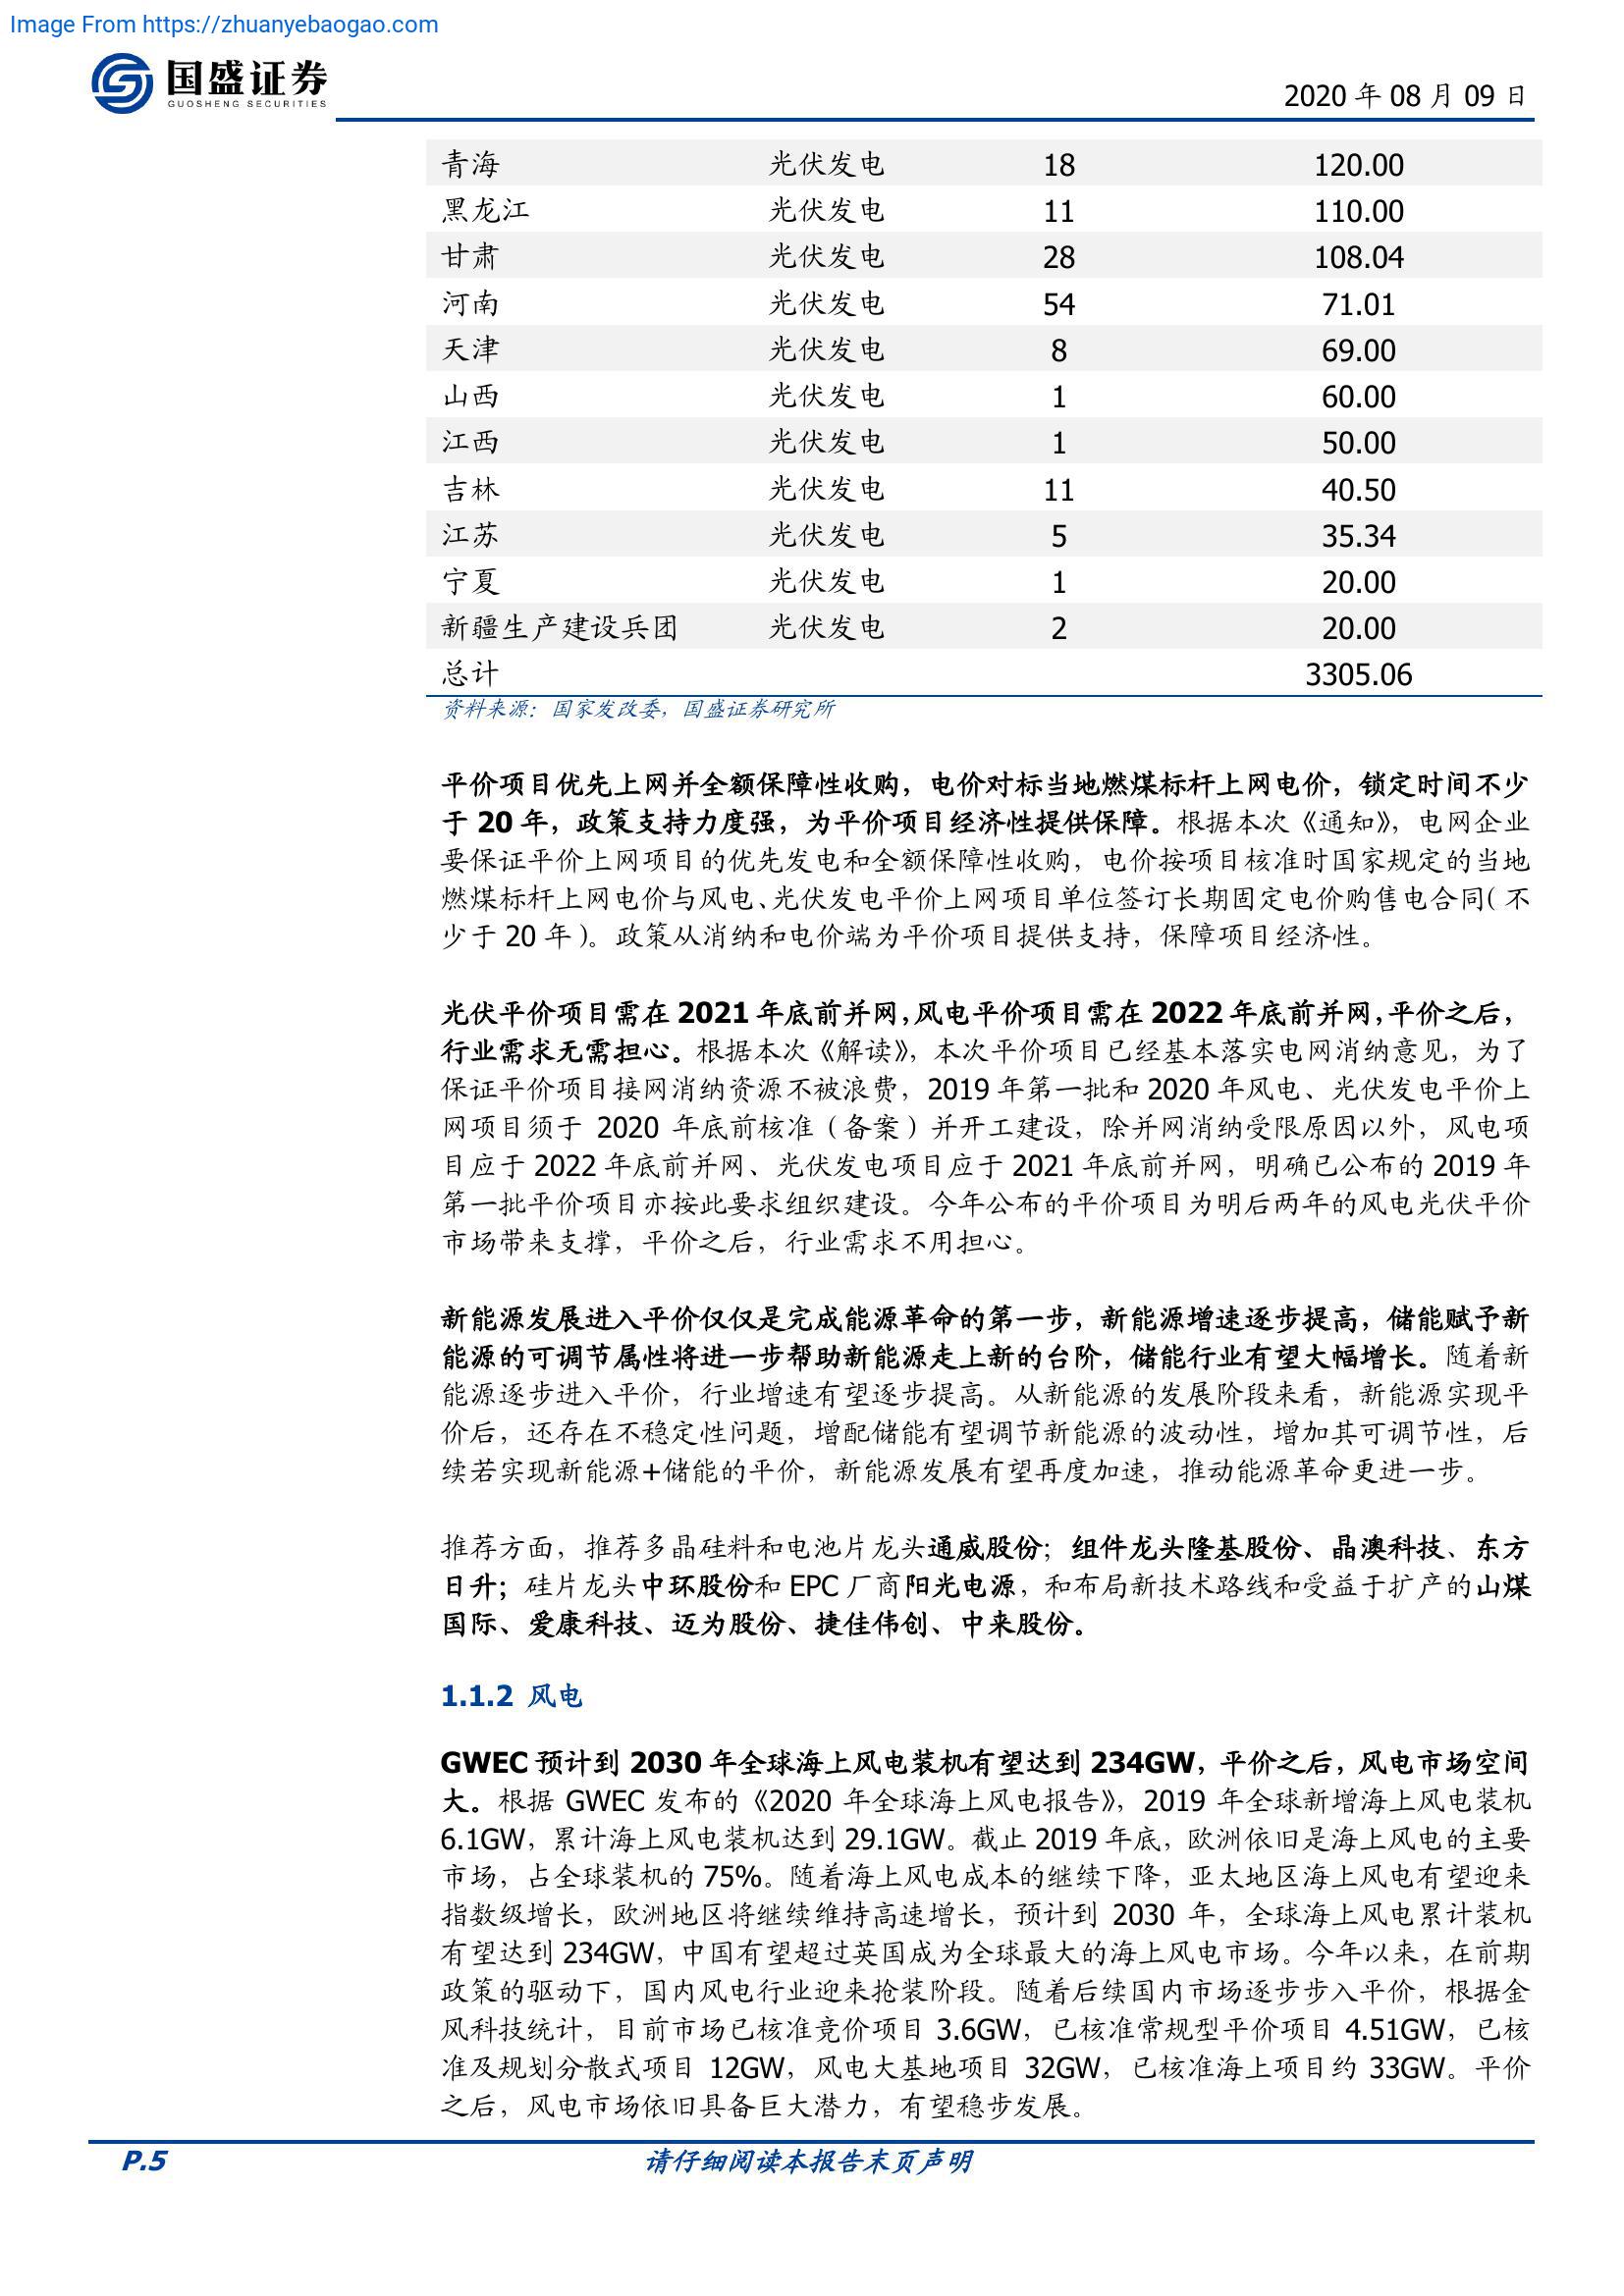 Image From https://zhuanyebaogao.com
国盛证券
GUOSHENG SECURITIES
2020 年 08 月 09 日
青海 光伏发电 18 120.00
黑龙江 光伏发电 11 110.00
甘肃 光伏发电 28 108.04
河南 光伏发电 54 71.01
天津 光伏发电 8 69.00
山西 光伏发电 1 60.00
江西 光伏发电 1 50.00
吉林 光伏发电 11 40.50
江苏 光伏发电 5 35.34
宁夏 光伏发电 1 20.00
新疆生产建设兵团 光伏发电 2 20.00
总计 3305.06
资料来源：国家发改委，国盛证券研究所
平价项目优先上网并全额保障性收购，电价对标当地燃煤标杆上网电价，锁定时间不少
于 20 年，政策支持力度强，为平价项目经济性提供保障。根据本次《通知》，电网企业
要保证平价上网项目的优先发电和全额保障性收购，电价按项目核准时国家规定的当地
燃煤标杆上网电价与风电、光伏发电平价上网项目单位签订长期固定电价购售电合同（不
少于 20 年）。政策从消纳和电价端为平价项目提供支持，保障项目经济性。
光伏平价项目需在 2021 年底前并网，风电平价项目需在 2022 年底前并网，平价之后，
行业需求无需担心。根据本次《解读》，本次平价项目已经基本落实电网消纳意见，为了
保证平价项目接网消纳资源不被浪费，2019 年第一批和 2020 年风电、光伏发电平价上
网项目须于 2020 年底前核准（备案）并开工建设，除并网消纳受限原因以外，风电项
目应于 2022 年底前并网、光伏发电项目应于 2021 年底前并网，明确已公布的 2019 年
第一批平价项目亦按此要求组织建设。今年公布的平价项目为明后两年的风电光伏平价
市场带来支撑，平价之后，行业需求不用担心。
新能源发展进入平价仅仅是完成能源革命的第一步，新能源增速逐步提高，储能赋予新
能源的可调节属性将进一步帮助新能源走上新的台阶，储能行业有望大幅增长。随着新
能源逐步进入平价，行业增速有望逐步提高。从新能源的发展阶段来看，新能源实现平
价后，还存在不稳定性问题，增配储能有望调节新能源的波动性，增加其可调节性，后
续若实现新能源+储能的平价，新能源发展有望再度加速，推动能源革命更进一步。
推荐方面，推荐多晶硅料和电池片龙头通威股份；组件龙头隆基股份、晶澳科技、东方
日升；硅片龙头中环股份和 EPC 厂商阳光电源，和布局新技术路线和受益于扩产的山煤
国际、爱康科技、迈为股份、捷佳伟创、中来股份。
1.1.2 风电
GWEC 预计到 2030 年全球海上风电装机有望达到 234GW，平价之后，风电市场空间
大。根据 GWEC 发布的《2020 年全球海上风电报告》，2019 年全球新增海上风电装机
6.1GW，累计海上风电装机达到 29.1GW。截止 2019 年底，欧洲依旧是海上风电的主要
市场，占全球装机的 75%。随着海上风电成本的继续下降，亚太地区海上风电有望迎来
指数级增长，欧洲地区将继续维持高速增长，预计到 2030 年，全球海上风电累计装机
有望达到 234GW，中国有望超过英国成为全球最大的海上风电市场。今年以来，在前期
政策的驱动下，国内风电行业迎来抢装阶段。随着后续国内市场逐步步入平价，根据金
风科技统计，目前市场已核准竞价项目 3.6GW，已核准常规型平价项目 4.51GW，已核
准及规划分散式项目 12GW，风电大基地项目 32GW，已核准海上项目约 33GW。平价
之后，风电市场依旧具备巨大潜力，有望稳步发展。
P.5 请仔细阅读本报告末页声明